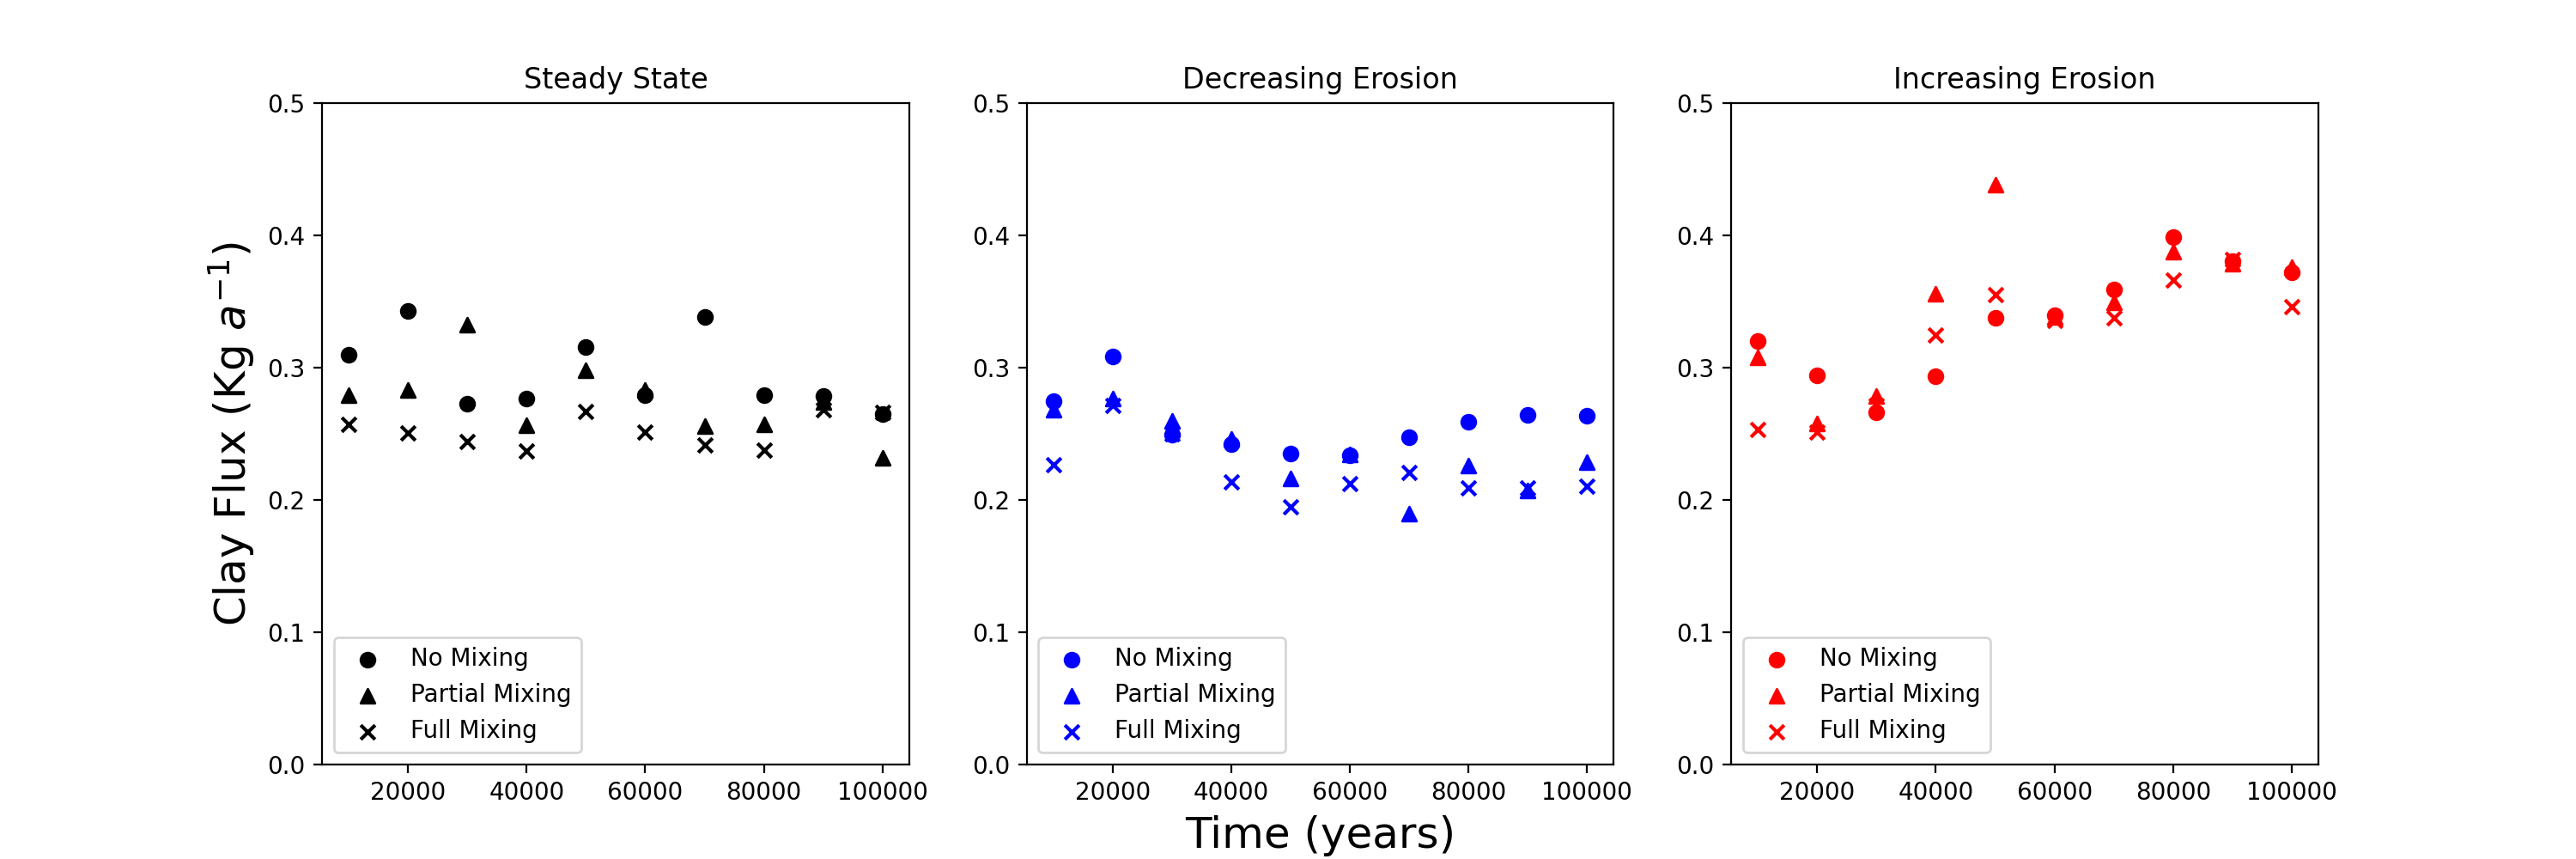 Steady State
Decreasing Erosion
Increasing Erosion
Clay Flux (Kg a⁻¹)
0.5
0.4
0.3
0.2
0.1
0.0
No Mixing
Partial Mixing
Full Mixing
20000 40000 60000 80000 100000
0.5
0.4
0.3
0.2
0.1
0.0
No Mixing
Partial Mixing
Full Mixing
20000 40000 60000 80000 100000
0.5
0.4
0.3
0.2
0.1
0.0
No Mixing
Partial Mixing
Full Mixing
20000 40000 60000 80000 100000
Time (years)